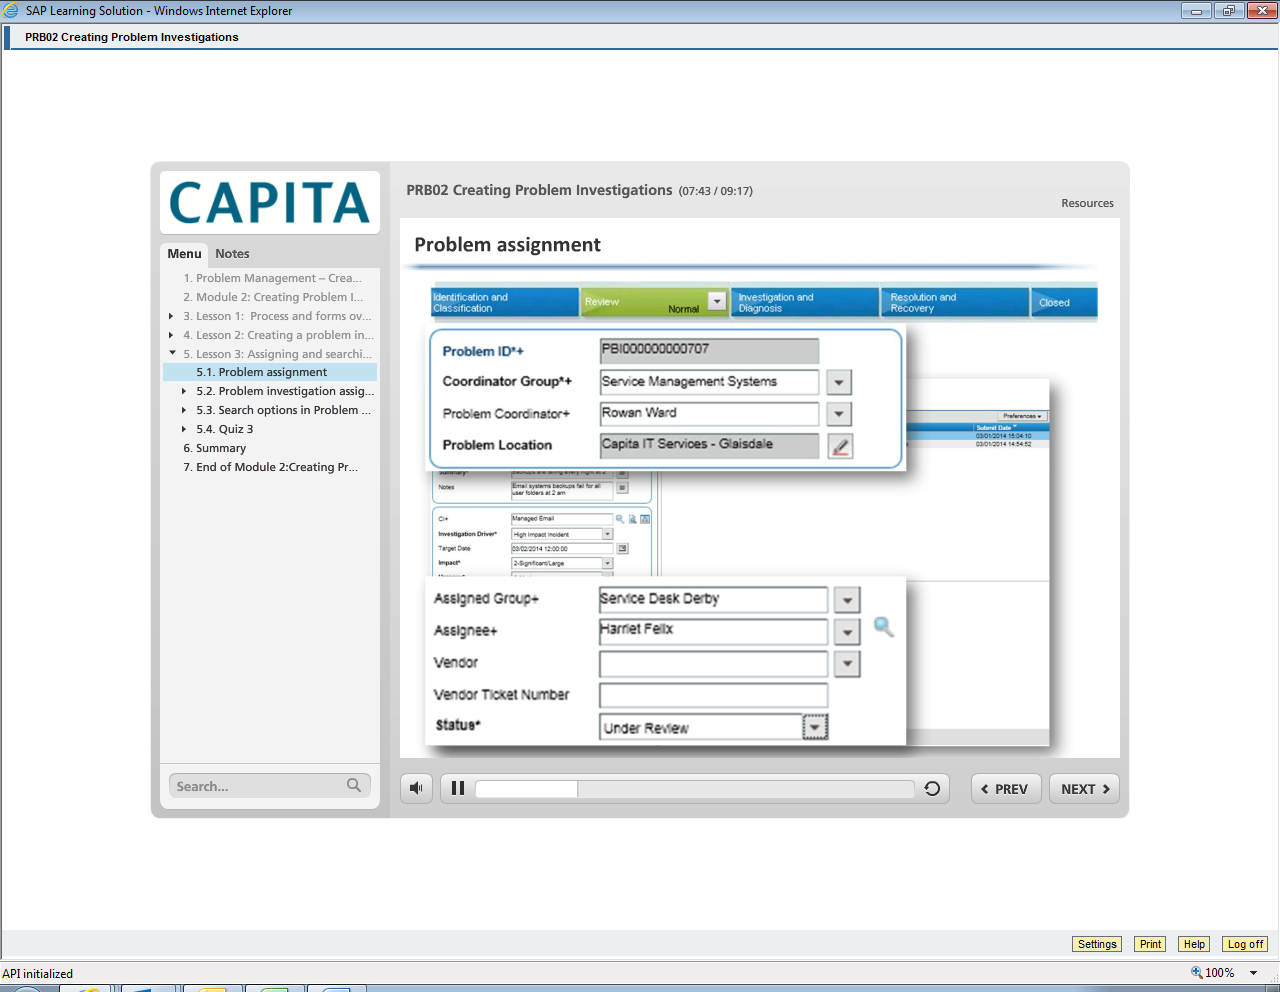 SAP Learning Solution - Windows Internet Explorer
PRB02 Creating Problem Investigations
CAPITA
PRB02 Creating Problem Investigations (07:43 / 09:17)
Resources
Menu
Notes
1. Problem Management – Crea...
2. Module 2: Creating Problem I...
3. Lesson 1: Process and forms ov...
4. Lesson 2: Creating a problem in...
5. Lesson 3: Assigning and searchi...
5.1. Problem assignment
5.2. Problem investigation assig...
5.3. Search options in Problem ...
5.4. Quiz 3
6. Summary
7. End of Module 2:Creating Pr...
Search...
Problem assignment
Identification and
Classification
Review
Normal
Investigation and
Diagnosis
Resolution and
Recovery
Closed
Problem ID*+
PBI000000000707
Coordinator Group*+
Service Management Systems
Problem Coordinator+
Rowan Ward
Problem Location
Capita IT Services - Glaisdale
Preferences
Submit Date
03/01/2014 15:04:10
03/01/2014 14:54:52
Notes
Email systems backups fail for all
user folders at 2 am
CI+
Managed Email
Investigation Driver*
High Impact Incident
Target Date
03/02/2014 12:00:00
Impact*
2-Significant/Large
Assigned Group+
Service Desk Derby
Assignee+
Harriet Felix
Vendor
Vendor Ticket Number
Status*
Under Review
PREV
NEXT
Settings
Print
Help
Log off
API initialized
100%